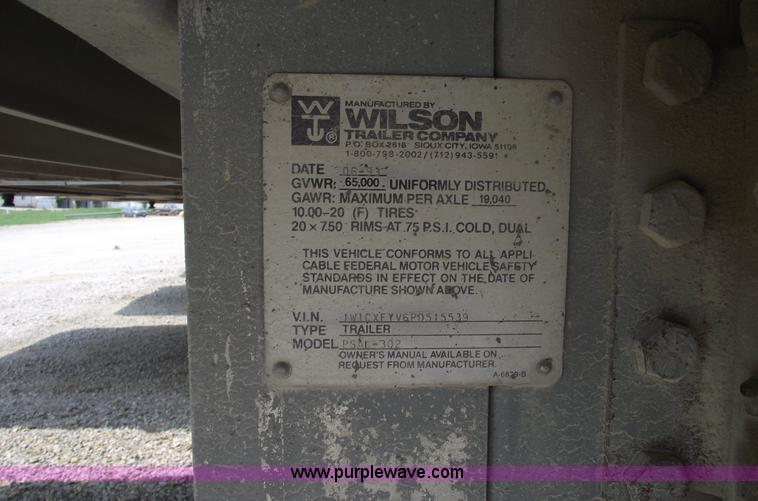 MANUFACTURED BY
WILSON
TRAILER COMPANY
P.O. BOX 2616 SIOUX CITY, IOWA 51106
1-800-798-2002 / (712) 943-5591
DATE
GVWR: 65,000 UNIFORMLY DISTRIBUTED
GAWR: MAXIMUM PER AXLE 19,040
10.00-20 (F) TIRES
20 x 7.50 RIMS AT 75 P.S.I. COLD, DUAL
THIS VEHICLE CONFORMS TO ALL APPLI-
CABLE FEDERAL MOTOR VEHICLE SAFETY
STANDARDS IN EFFECT ON THE DATE OF
MANUFACTURE SHOWN ABOVE.
V.I.N.
TYPE TRAILER
MODEL
OWNER'S MANUAL AVAILABLE ON
REQUEST FROM MANUFACTURER.
www.purplewave.com